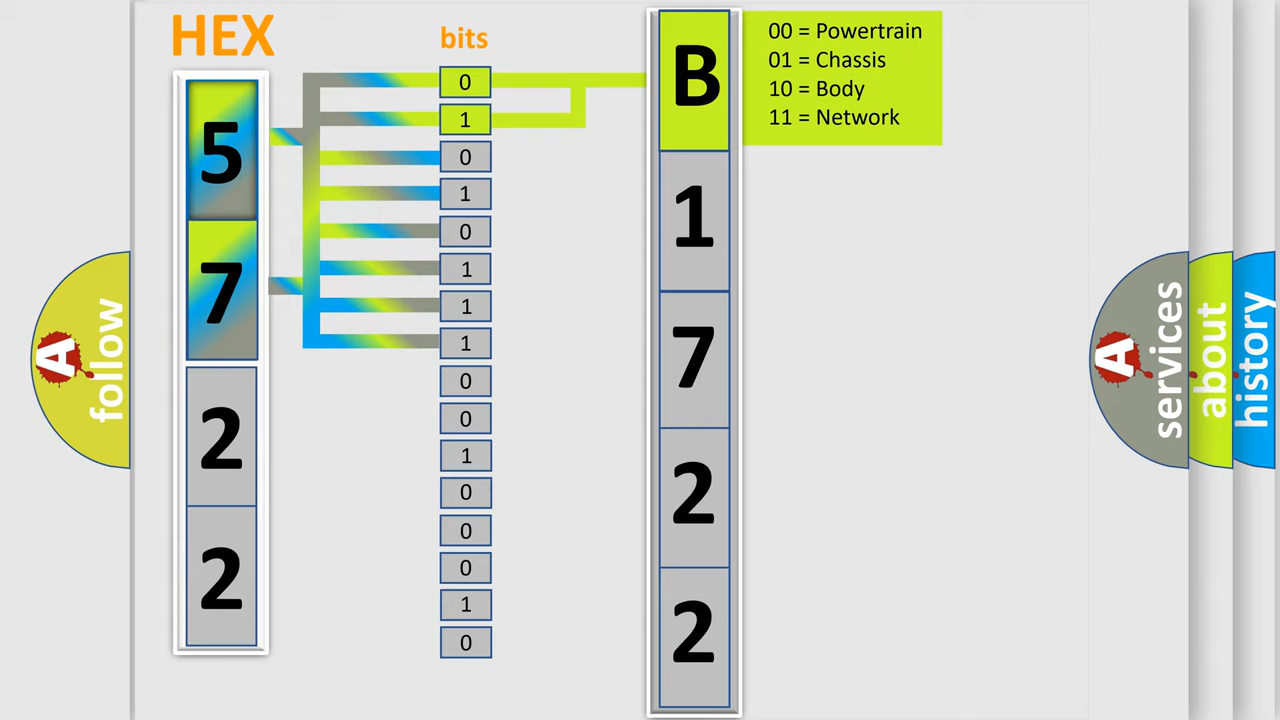 HEX
bits
5
7
2
2
0
1
0
1
0
1
1
1
0
0
1
0
0
0
1
0
B
1
7
2
2
00 = Powertrain
01 = Chassis
10 = Body
11 = Network
A
follow
A
services
about
history